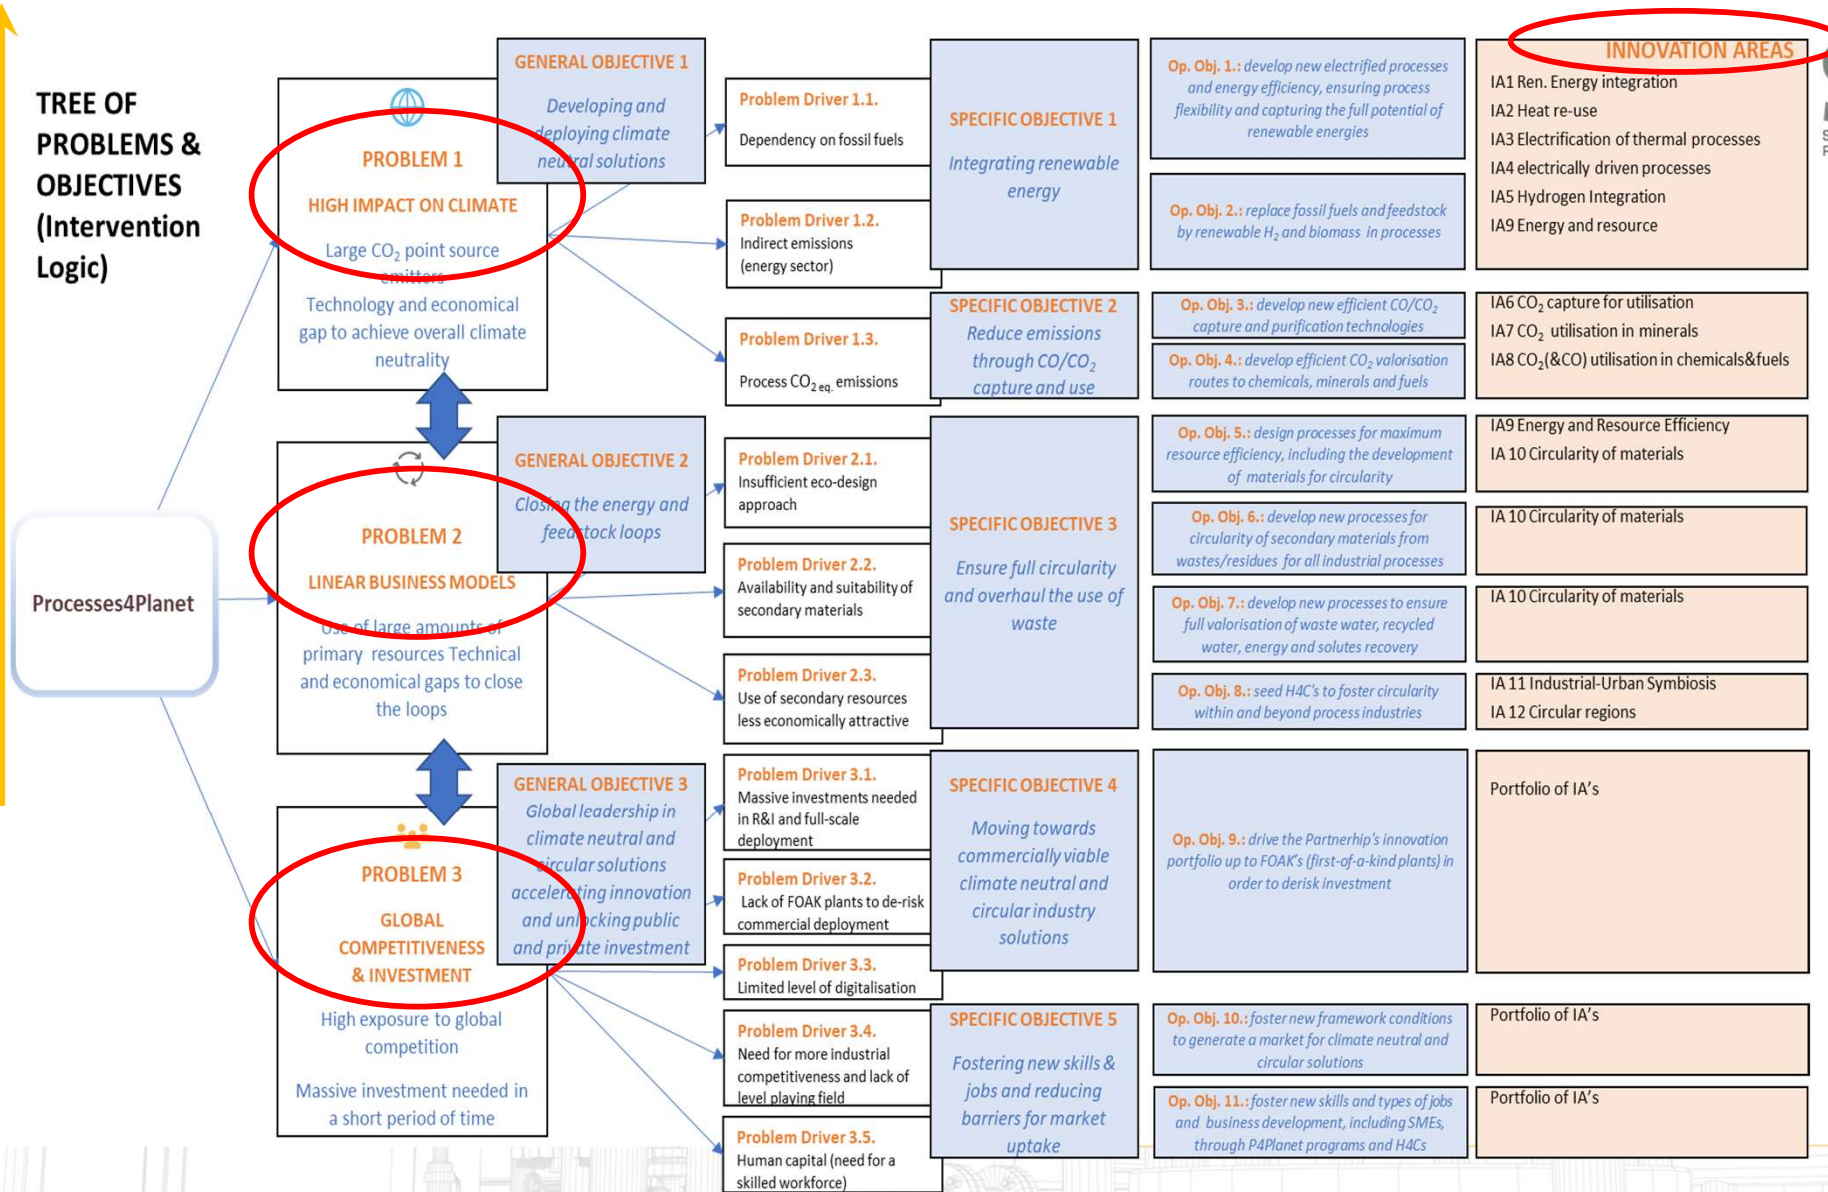 TREE OF
PROBLEMS &
OBJECTIVES
(Intervention
Logic)
Processes4Planet
PROBLEM 1
HIGH IMPACT ON CLIMATE
Large CO2 point source
emitters
Technology and economical
gap to achieve overall climate
neutrality
GENERAL OBJECTIVE 1
Developing and
deploying climate
neutral solutions
Problem Driver 1.1.
Dependency on fossil fuels
Problem Driver 1.2.
Indirect emissions
(energy sector)
Problem Driver 1.3.
Process CO2 eq. emissions
SPECIFIC OBJECTIVE 1
Integrating renewable
energy
SPECIFIC OBJECTIVE 2
Reduce emissions
through CO/CO2
capture and use
Op. Obj. 1.: develop new electrified processes
and energy efficiency, ensuring process
flexibility and capturing the full potential of
renewable energies
Op. Obj. 2.: replace fossil fuels and feedstock
by renewable H2 and biomass in processes
Op. Obj. 3.: develop new efficient CO/CO2
capture and purification technologies
Op. Obj. 4.: develop efficient CO2 valorisation
routes to chemicals, minerals and fuels
INNOVATION AREAS
IA1 Ren. Energy integration
IA2 Heat re-use
IA3 Electrification of thermal processes
IA4 electrically driven processes
IA5 Hydrogen Integration
IA9 Energy and resource
IA6 CO2 capture for utilisation
IA7 CO2 utilisation in minerals
IA8 CO2(&CO) utilisation in chemicals&fuels
PROBLEM 2
LINEAR BUSINESS MODELS
Use of large amounts of
primary resources Technical
and economical gaps to close
the loops
GENERAL OBJECTIVE 2
Closing the energy and
feedstock loops
Problem Driver 2.1.
Insufficient eco-design
approach
Problem Driver 2.2.
Availability and suitability of
secondary materials
Problem Driver 2.3.
Use of secondary resources
less economically attractive
SPECIFIC OBJECTIVE 3
Ensure full circularity
and overhaul the use of
waste
Op. Obj. 5.: design processes for maximum
resource efficiency, including the development
of materials for circularity
Op. Obj. 6.: develop new processes for
circularity of secondary materials from
wastes/residues for all industrial processes
Op. Obj. 7.: develop new processes to ensure
full valorisation of waste water, recycled
water, energy and solutes recovery
Op. Obj. 8.: seed H4C's to foster circularity
within and beyond process industries
IA9 Energy and Resource Efficiency
IA 10 Circularity of materials
IA 10 Circularity of materials
IA 10 Circularity of materials
IA 11 Industrial-Urban Symbiosis
IA 12 Circular regions
PROBLEM 3
GLOBAL
COMPETITIVENESS
& INVESTMENT
High exposure to global
competition
Massive investment needed in
a short period of time
GENERAL OBJECTIVE 3
Global leadership in
climate neutral and
circular solutions
accelerating innovation
and unlocking public
and private investment
Problem Driver 3.1.
Massive investments needed
in R&I and full-scale
deployment
Problem Driver 3.2.
Lack of FOAK plants to de-risk
commercial deployment
Problem Driver 3.3.
Limited level of digitalisation
Problem Driver 3.4.
Need for more industrial
competitiveness and lack of
level playing field
Problem Driver 3.5.
Human capital (need for a
skilled workforce)
SPECIFIC OBJECTIVE 4
Moving towards
commercially viable
climate neutral and
circular industry
solutions
SPECIFIC OBJECTIVE 5
Fostering new skills &
jobs and reducing
barriers for market
uptake
Op. Obj. 9.: drive the Partnerhip's innovation
portfolio up to FOAK's (first-of-a-kind plants) in
order to derisk investment
Op. Obj. 10.: foster new framework conditions
to generate a market for climate neutral and
circular solutions
Op. Obj. 11.: foster new skills and types of jobs
and business development, including SMEs,
through P4Planet programs and H4Cs
Portfolio of IA's
Portfolio of IA's
Portfolio of IA's